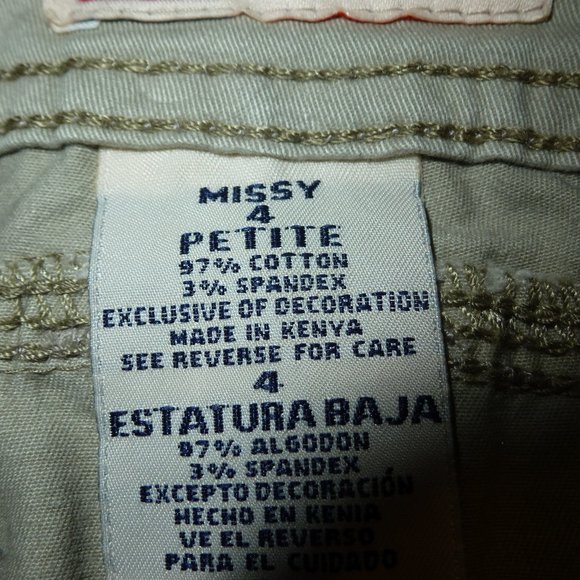 MISSY
4
PETITE
97% COTTON
3% SPANDEX
EXCLUSIVE OF DECORATION
MADE IN KENYA
SEE REVERSE FOR CARE
4
ESTATURA BAJA
97% ALGODON
3% SPANDEX
EXCEPTO DECORACIÓN
HECHO EN KENIA
VE EL REVERSO
PARA EL CUIDADO